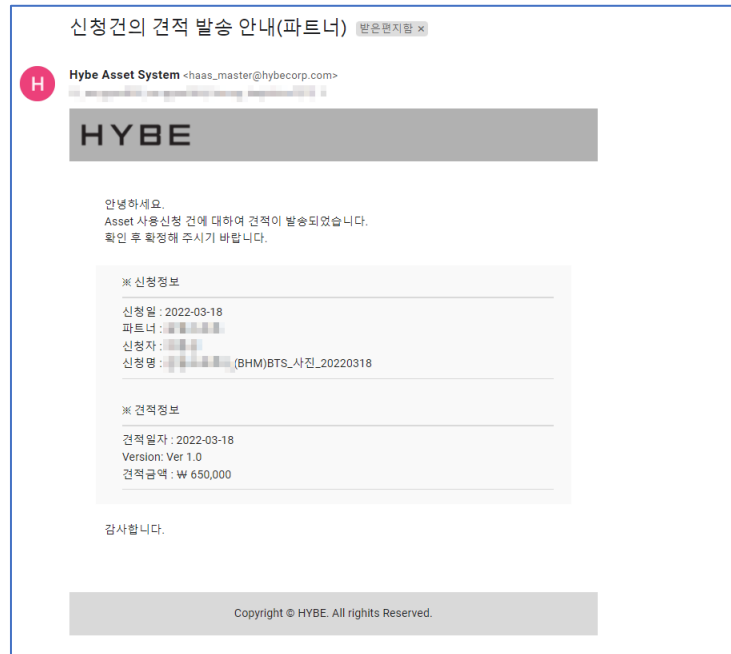 신청건의 견적 발송 안내(파트너) 받은편지함 ×
H
Hybe Asset System <haas_master@hybecorp.com>
HYBE
안녕하세요.
Asset 사용신청 건에 대하여 견적이 발송되었습니다.
확인 후 확정해 주시기 바랍니다.
※ 신청정보
신청일 : 2022-03-18
파트너 :
신청자 :
신청명 : _(BHM)BTS_사진_20220318
※ 견적정보
견적일자 : 2022-03-18
Version: Ver 1.0
견적금액 : ₩ 650,000
감사합니다.
Copyright © HYBE. All righits Reserved.